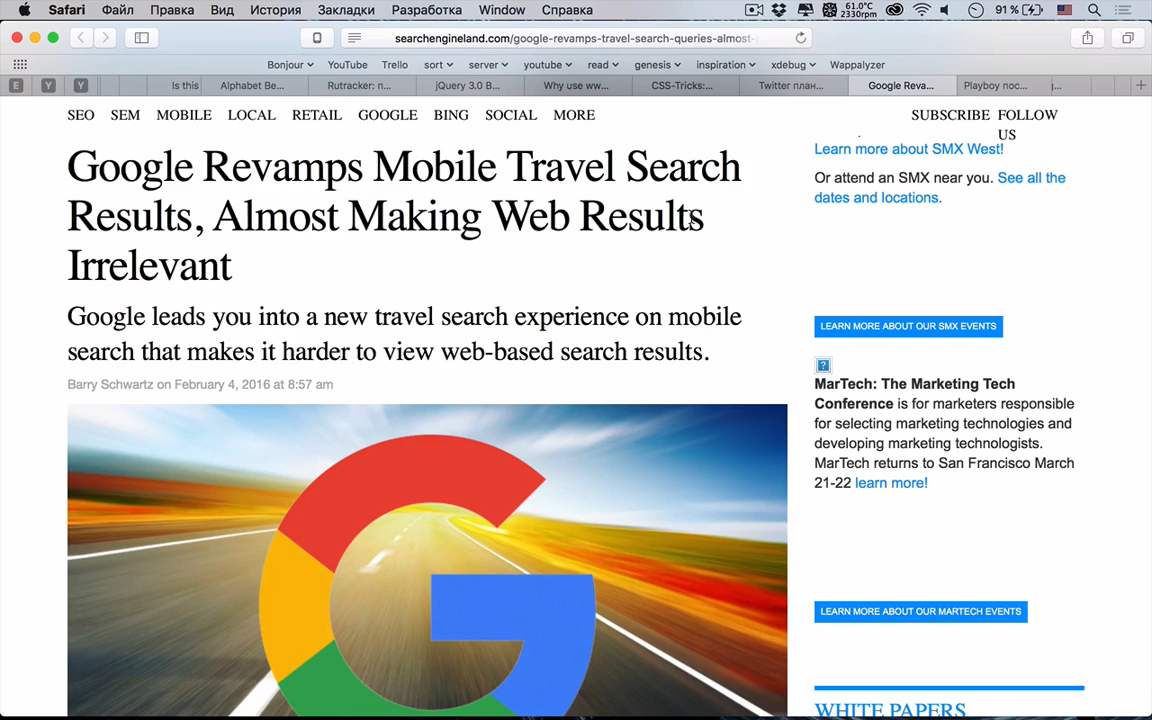 Safari Файл Правка Вид История Закладки Разработка Window Справка 61.0°C 2330rpm 91 %
searchengineland.com/google-revamps-travel-search-queries-almost-
Bonjour YouTube Trello sort server youtube read genesis inspiration xdebug Wappalyzer
E Y Y Is this Alphabet Be... Rutracker: n... jQuery 3.0 B... Why use ww... CSS-Tricks:... Twitter план... Google Reva... Playboy пос...
SEO SEM MOBILE LOCAL RETAIL GOOGLE BING SOCIAL MORE SUBSCRIBE FOLLOW US
Google Revamps Mobile Travel Search
Results, Almost Making Web Results
Irrelevant
Google leads you into a new travel search experience on mobile
search that makes it harder to view web-based search results.
Barry Schwartz on February 4, 2016 at 8:57 am
G
Learn more about SMX West!
Or attend an SMX near you. See all the
dates and locations.
LEARN MORE ABOUT OUR SMX EVENTS
?
MarTech: The Marketing Tech
Conference is for marketers responsible
for selecting marketing technologies and
developing marketing technologists.
MarTech returns to San Francisco March
21-22 learn more!
LEARN MORE ABOUT OUR MARTECH EVENTS
WHITE PAPERS